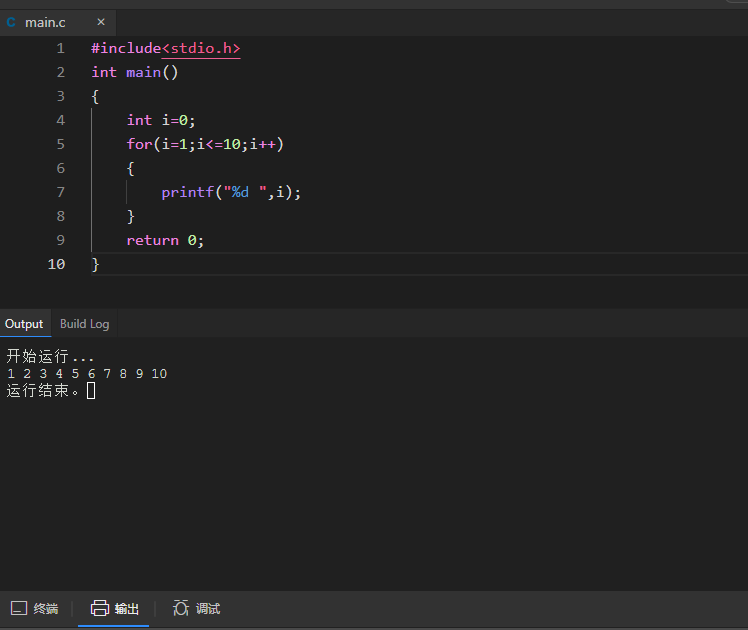 C main.c ×
1 #include<stdio.h>
2 int main()
3 {
4 int i=0;
5 for(i=1;i<=10;i++)
6 {
7 printf("%d ",i);
8 }
9 return 0;
10 }
Output Build Log
开始运行...
1 2 3 4 5 6 7 8 9 10
运行结束。
终端 输出 调试